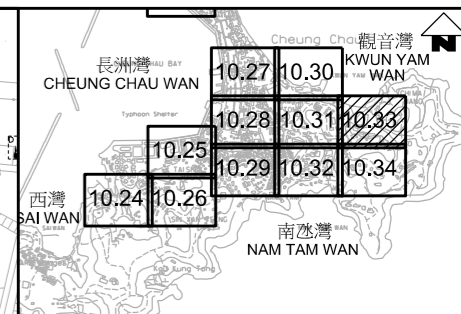 Cheung Chau
觀音灣
KWUN YAM
WAN
N
長洲灣
CHEUNG CHAU WAN
Typhoon Shelter
10.27
10.30
10.28
10.31
10.33
10.25
10.29
10.32
10.34
10.24
10.26
西灣
SAI WAN
南氹灣
NAM TAM WAN